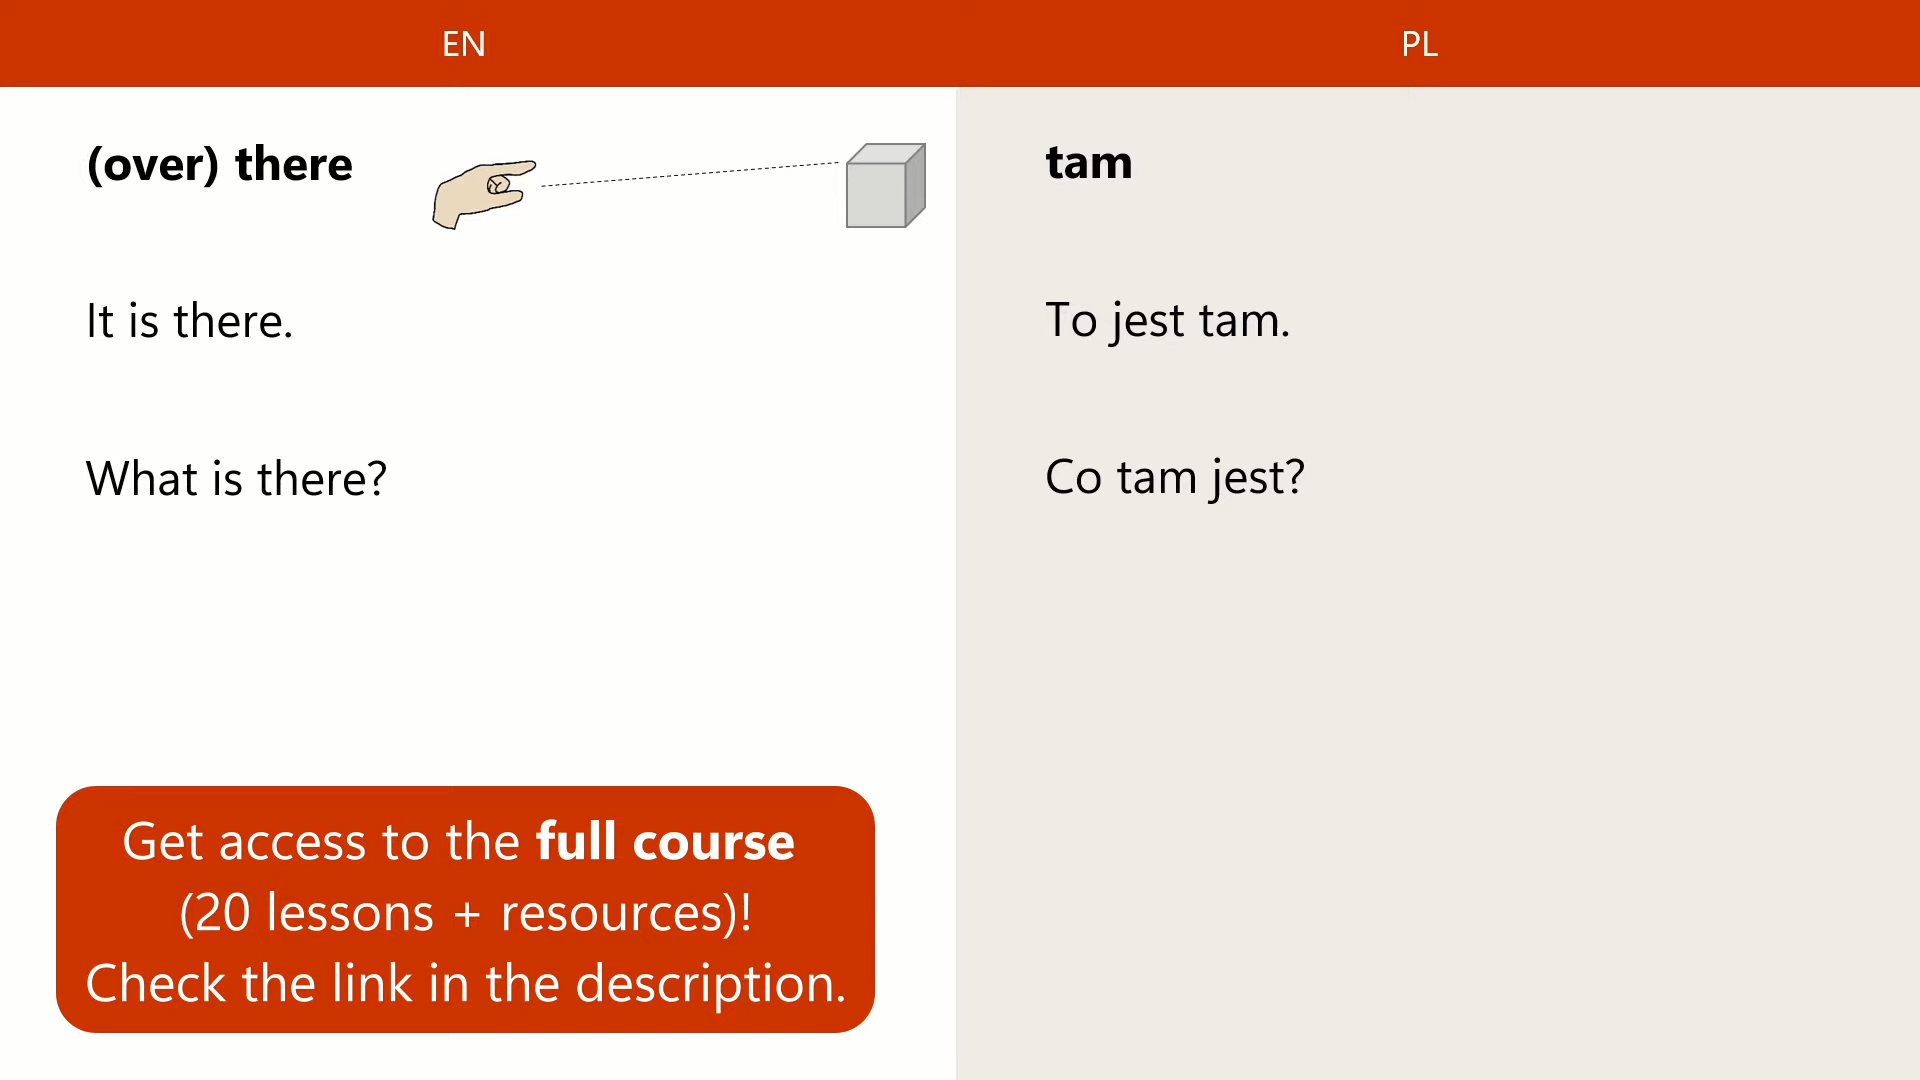 EN
PL
(over) there
tam
It is there.
To jest tam.
What is there?
Co tam jest?
Get access to the full course
(20 lessons + resources)!
Check the link in the description.